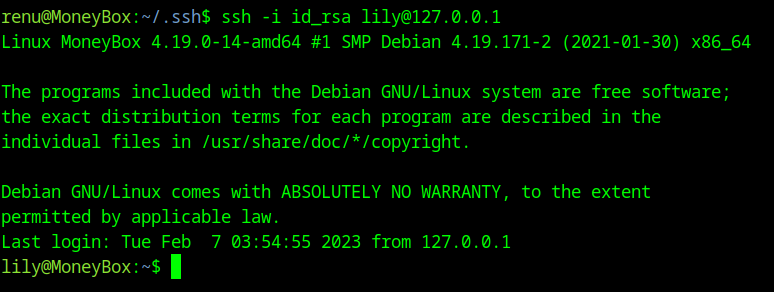 renu@MoneyBox:~/.ssh$ ssh -i id_rsa lily@127.0.0.1
Linux MoneyBox 4.19.0-14-amd64 #1 SMP Debian 4.19.171-2 (2021-01-30) x86_64
The programs included with the Debian GNU/Linux system are free software;
the exact distribution terms for each program are described in the
individual files in /usr/share/doc/*/copyright.
Debian GNU/Linux comes with ABSOLUTELY NO WARRANTY, to the extent
permitted by applicable law.
Last login: Tue Feb  7 03:54:55 2023 from 127.0.0.1
lily@MoneyBox:~$